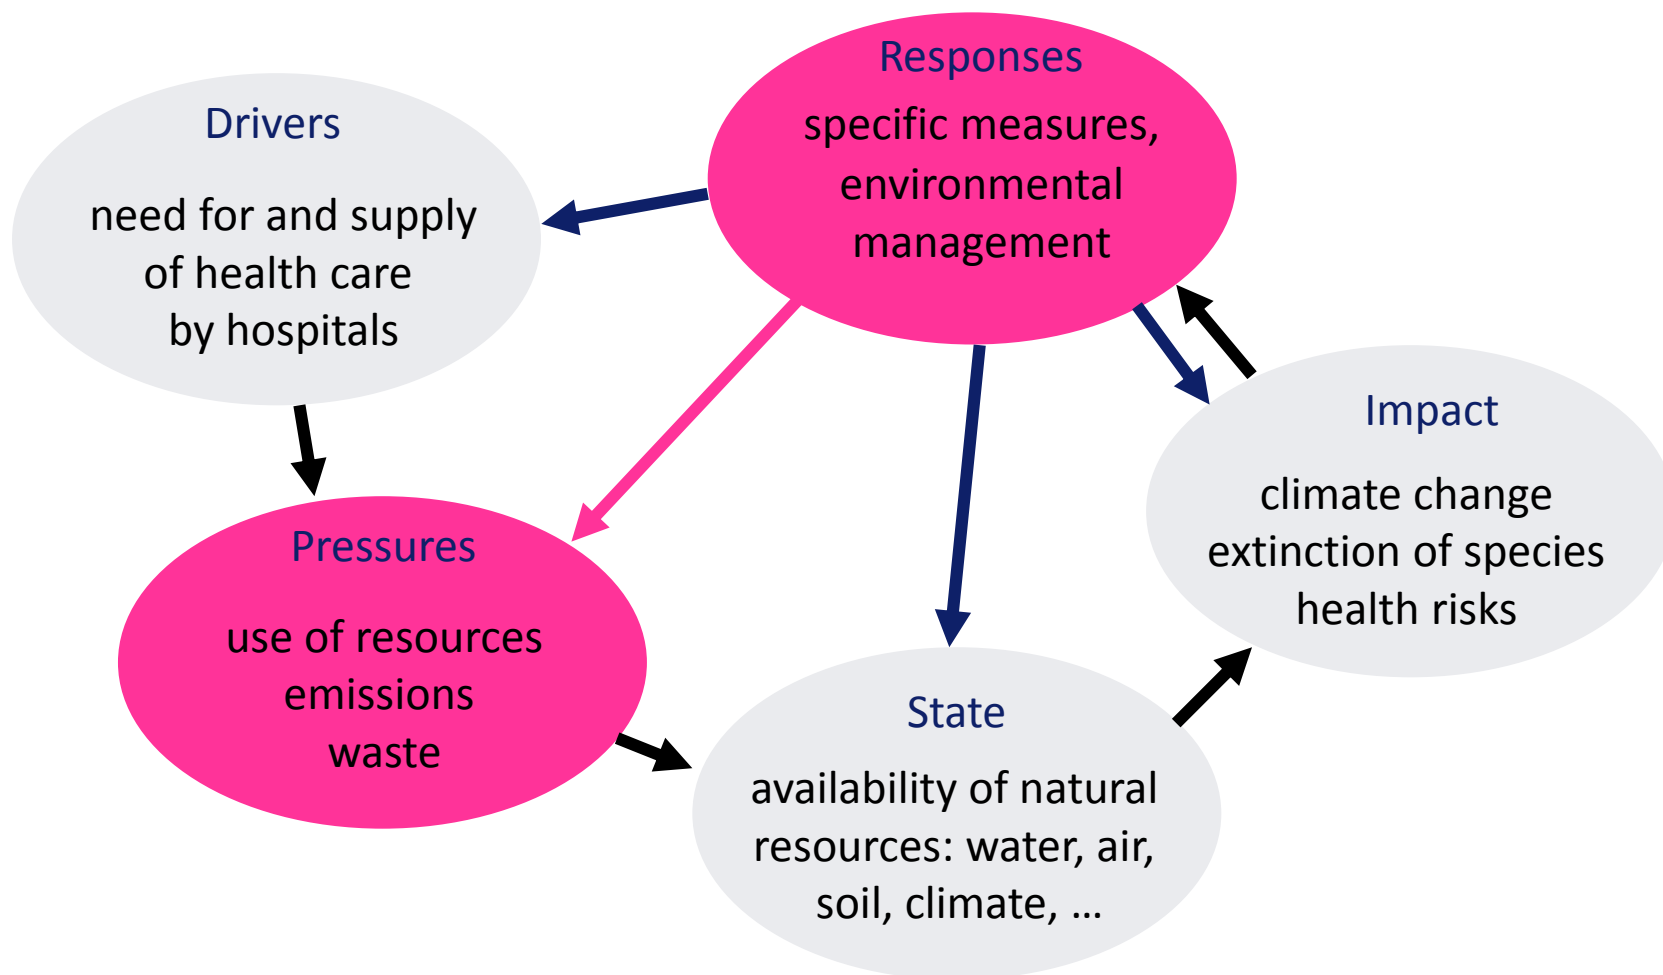 Responses
specific measures,
environmental
management
Drivers
need for and supply
of health care
by hospitals
Impact
climate change
extinction of species
health risks
Pressures
use of resources
emissions
waste
State
availability of natural
resources: water, air,
soil, climate, …